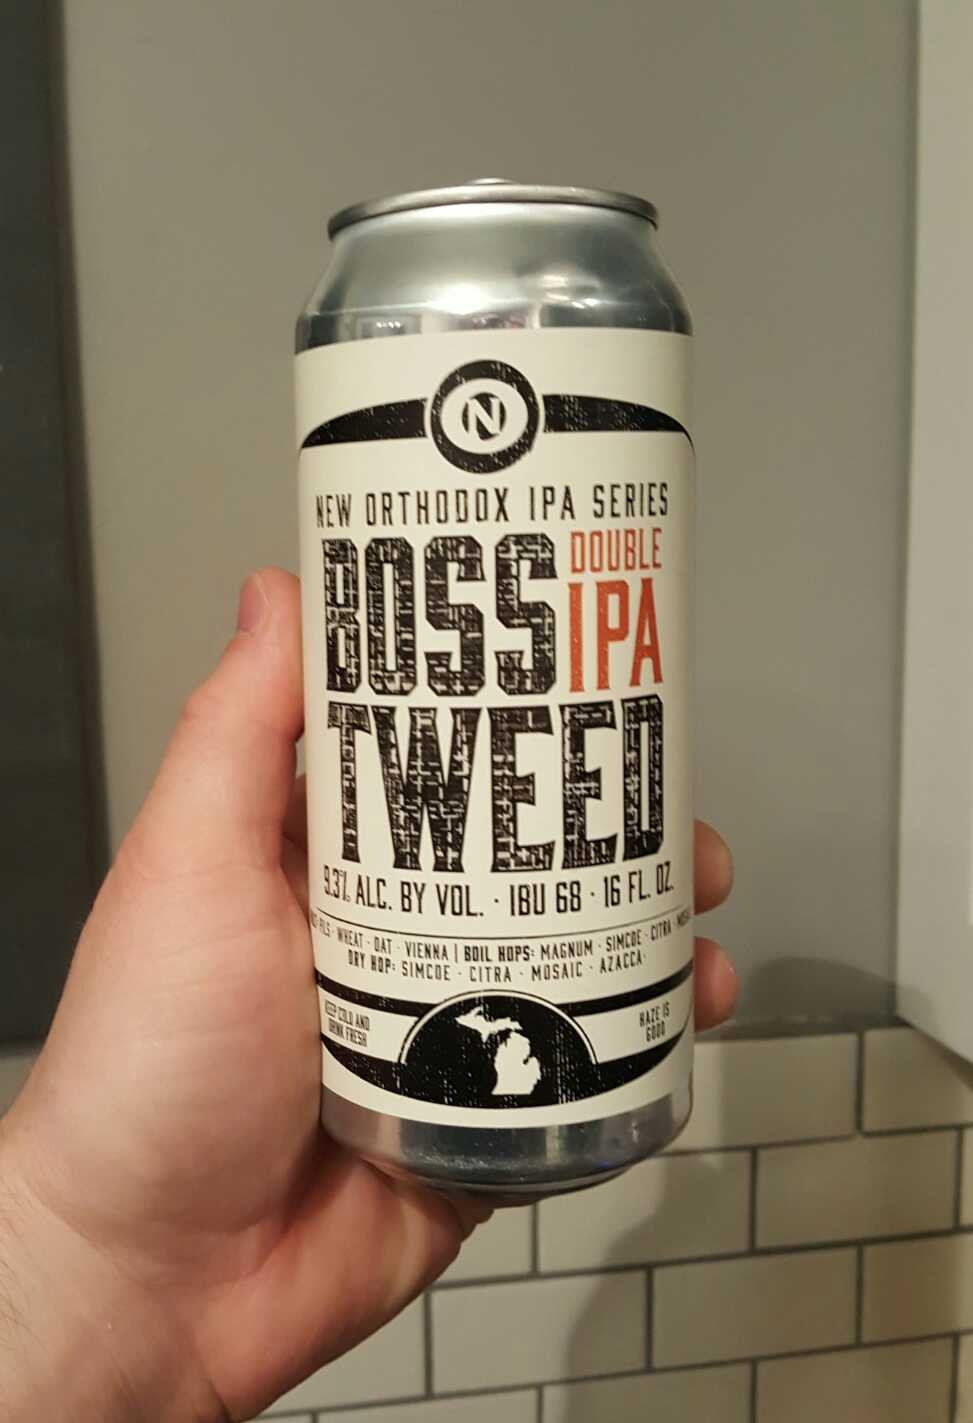 N
NEW ORTHODOX IPA SERIES
BOSS
DOUBLE
IPA
TWEED
9.3% ALC. BY VOL. · IBU 68 · 16 FL. OZ.
PILS · WHEAT · OAT · VIENNA | BOIL HOPS: MAGNUM · SIMCOE · CITRA ·
DRY HOP: SIMCOE · CITRA · MOSAIC · AZACCA·
KEEP COLD AND
DRINK FRESH
HAZE IS
GOOD